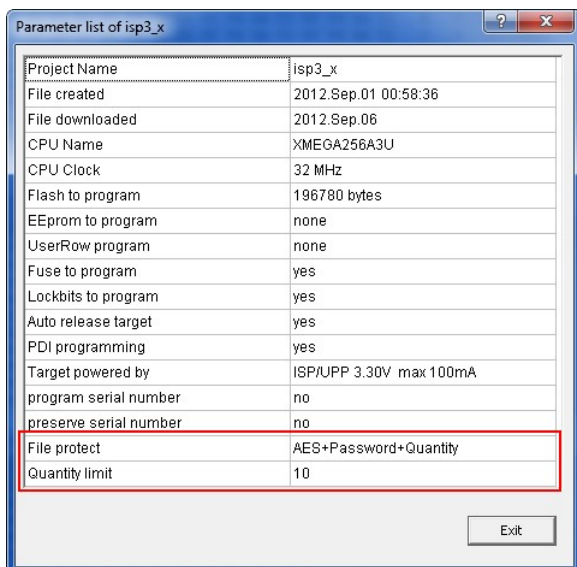 Parameter list of isp3_x
Project Name isp3_x
File created 2012.Sep.01 00:58:36
File downloaded 2012.Sep.06
CPU Name XMEGA256A3U
CPU Clock 32 MHz
Flash to program 196780 bytes
EEprom to program none
UserRow program none
Fuse to program yes
Lockbits to program yes
Auto release target yes
PDI programming yes
Target powered by ISP/UPP 3.30V max 100mA
program serial number no
preserve serial number no
File protect AES+Password+Quantity
Quantity limit 10
Exit